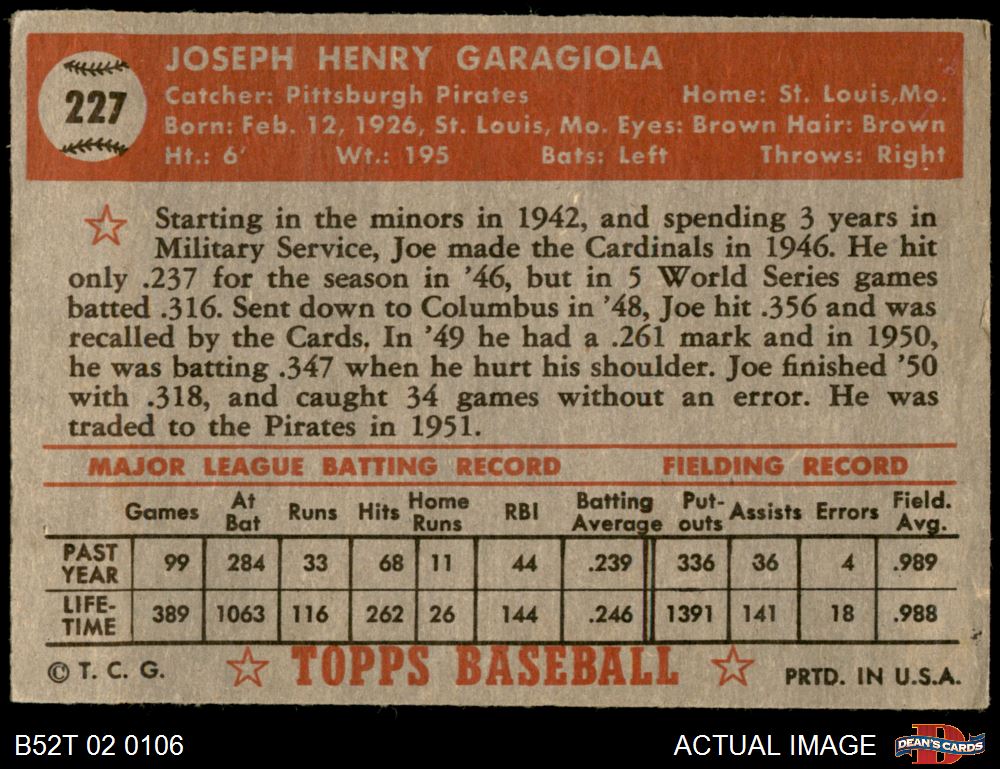 227
JOSEPH HENRY GARAGIOLA
Catcher: Pittsburgh Pirates Home: St. Louis,Mo.
Born: Feb. 12, 1926, St. Louis, Mo. Eyes: Brown Hair: Brown
Ht.: 6' Wt.: 195 Bats: Left Throws: Right
Starting in the minors in 1942, and spending 3 years in
Military Service, Joe made the Cardinals in 1946. He hit
only .237 for the season in '46, but in 5 World Series games
batted .316. Sent down to Columbus in '48, Joe hit .356 and was
recalled by the Cards. In '49 he had a .261 mark and in 1950,
he was batting .347 when he hurt his shoulder. Joe finished '50
with .318, and caught 34 games without an error. He was
traded to the Pirates in 1951.
MAJOR LEAGUE BATTING RECORD FIELDING RECORD
Games At Bat Runs Hits Home Runs RBI Batting Average Put-outs Assists Errors Field. Avg.
PAST YEAR 99 284 33 68 11 44 .239 336 36 4 .989
LIFE-TIME 389 1063 116 262 26 144 .246 1391 141 18 .988
© T. C. G. TOPPS BASEBALL PRTD. IN U.S.A.
B52T 02 0106 ACTUAL IMAGE D DEAN'S CARDS